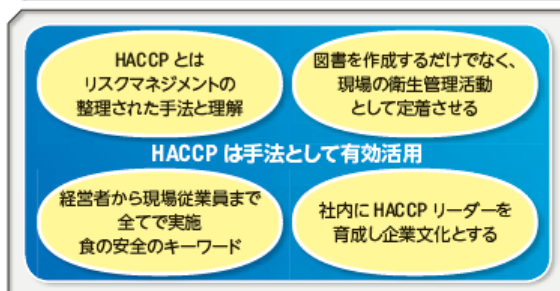 HACCP とは
リスクマネジメントの
整理された手法と理解
図書を作成するだけでなく、
現場の衛生管理活動
として定着させる
HACCP は手法として有効活用
経営者から現場従業員まで
全てで実施
食の安全のキーワード
社内に HACCP リーダーを
育成し企業文化とする